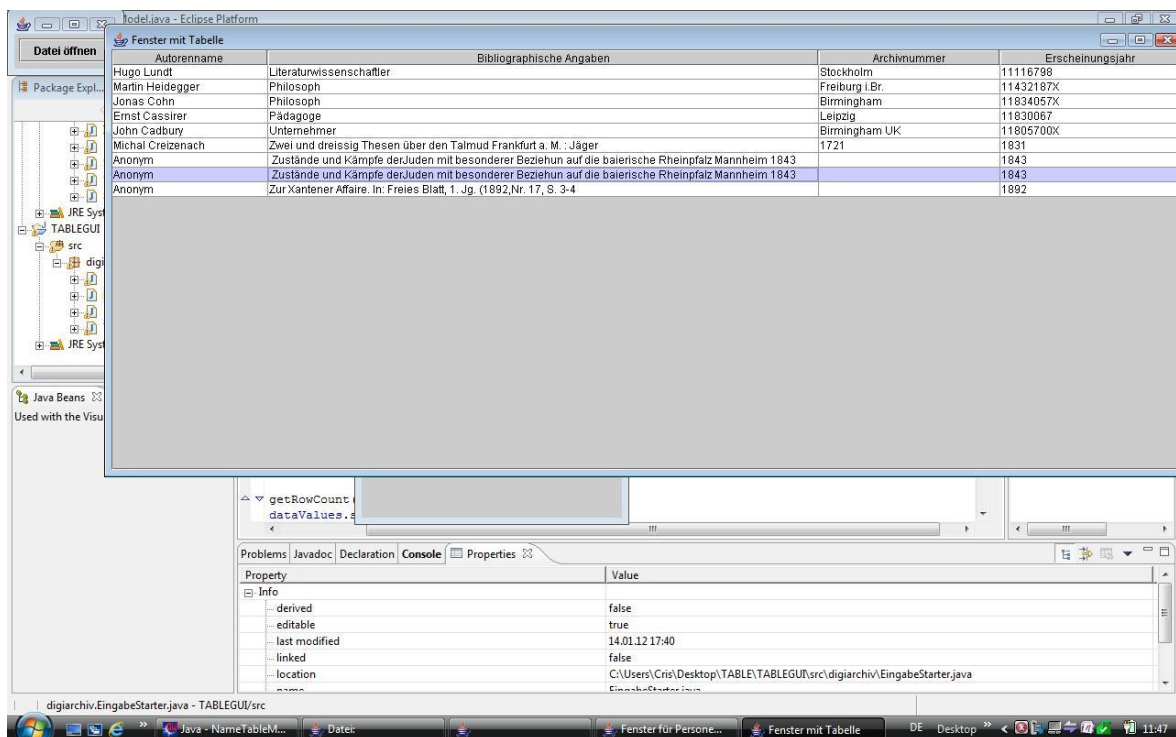 Model.java - Eclipse Platform
Datei öffnen
Fenster mit Tabelle
Autorenname Bibliographische Angaben Archivnummer Erscheinungsjahr
Hugo Lundt Literaturwissenschaftler Stockholm 11116798
Martin Heidegger Philosoph Freiburg i.Br. 11432187X
Jonas Cohn Philosoph Birmingham 11834057X
Ernst Cassirer Pädagoge Leipzig 11830067
John Cadbury Unternehmer Birmingham UK 11805700X
Michal Creizenach Zwei und dreissig Thesen über den Talmud Frankfurt a. M. : Jäger 1721 1831
Anonym Zustände und Kämpfe derJuden mit besonderer Beziehun auf die baierische Rheinpfalz Mannheim 1843 1843
Anonym Zustände und Kämpfe derJuden mit besonderer Beziehun auf die baierische Rheinpfalz Mannheim 1843 1843
Anonym Zur Xantener Affaire. In: Freies Blatt, 1. Jg. (1892,Nr. 17, S. 3-4 1892
Package Expl...
JRE Syst
TABLEGUI
src
digi
JRE Syst
Java Beans
Used with the Visu
getRowCount(
dataValues.s
Problems Javadoc Declaration Console Properties
Property Value
Info
derived false
editable true
last modified 14.01.12 17:40
linked false
location C:\Users\Cris\Desktop\TABLE\TABLEGUI\src\digiarchiv\EingabeStarter.java
name EingabeStarter.java
digiarchiv.EingabeStarter.java - TABLEGUI/src
Java - NameTableM... Datei: Fenster für Persone... Fenster mit Tabelle DE Desktop 11:47